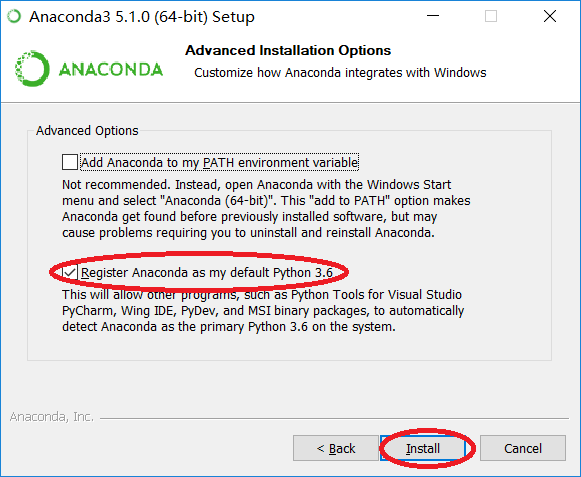 Anaconda3 5.1.0 (64-bit) Setup
ANACONDA
Advanced Installation Options
Customize how Anaconda integrates with Windows
Advanced Options
Add Anaconda to my PATH environment variable
Not recommended. Instead, open Anaconda with the Windows Start
menu and select "Anaconda (64-bit)". This "add to PATH" option makes
Anaconda get found before previously installed software, but may
cause problems requiring you to uninstall and reinstall Anaconda.
Register Anaconda as my default Python 3.6
This will allow other programs, such as Python Tools for Visual Studio
PyCharm, Wing IDE, PyDev, and MSI binary packages, to automatically
detect Anaconda as the primary Python 3.6 on the system.
Anaconda, Inc.
< Back
Install
Cancel